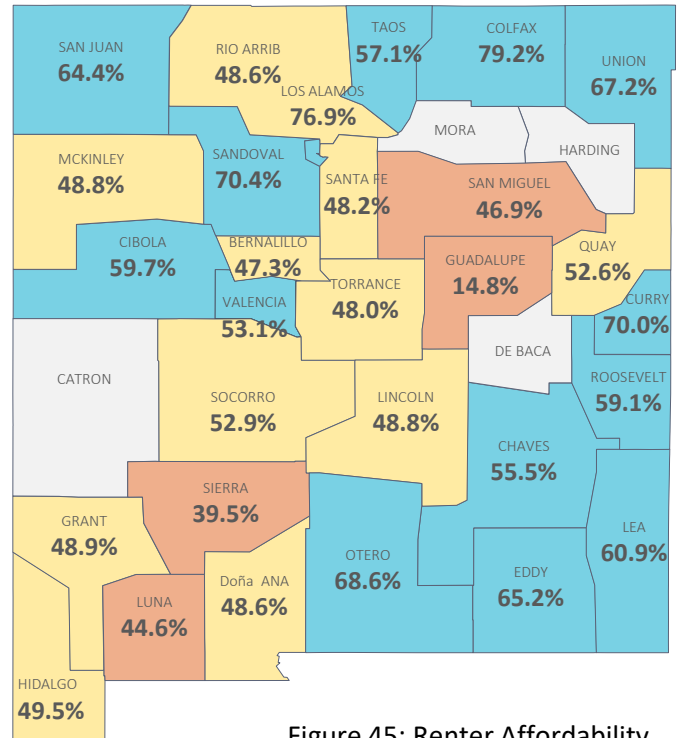 SAN JUAN
64.4%
RIO ARRIB
48.6%
TAOS
57.1%
COLFAX
79.2%
UNION
67.2%
LOS ALAMOS
76.9%
MORA
HARDING
MCKINLEY
48.8%
SANDOVAL
70.4%
SANTA FE
48.2%
SAN MIGUEL
46.9%
CIBOLA
59.7%
BERNALILLO
47.3%
GUADALUPE
14.8%
QUAY
52.6%
VALENCIA
53.1%
TORRANCE
48.0%
CURRY
70.0%
DE BACA
CATRON
SOCORRO
52.9%
LINCOLN
48.8%
ROOSEVELT
59.1%
CHAVES
55.5%
SIERRA
39.5%
GRANT
48.9%
LEA
60.9%
OTERO
68.6%
EDDY
65.2%
LUNA
44.6%
Doña ANA
48.6%
HIDALGO
49.5%
Figure 45: Renter Affordability